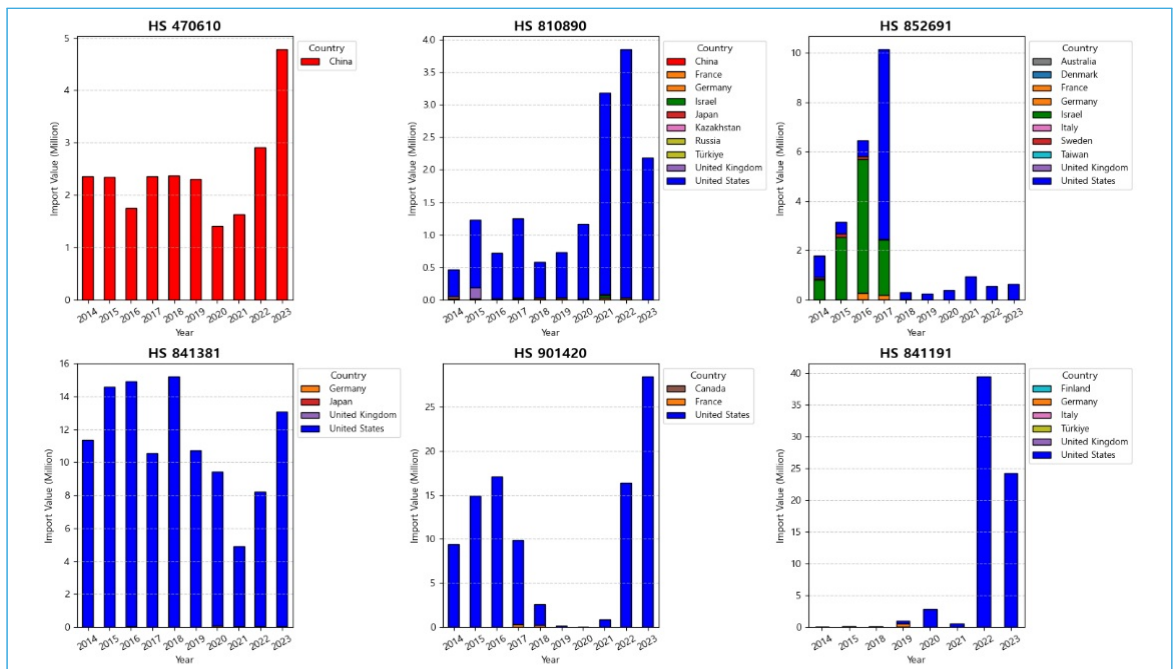 HS 470610
Import Value (Million)
5
4
3
2
1
0
2014 2015 2016 2017 2018 2019 2020 2021 2022 2023
Year
Country
China
HS 810890
Import Value (Million)
4.0
3.5
3.0
2.5
2.0
1.5
1.0
0.5
0.0
2014 2015 2016 2017 2018 2019 2020 2021 2022 2023
Year
Country
China
France
Germany
Israel
Japan
Kazakhstan
Russia
Türkiye
United Kingdom
United States
HS 852691
Import Value (Million)
10
8
6
4
2
0
2014 2015 2016 2017 2018 2019 2020 2021 2022 2023
Year
Country
Australia
Denmark
France
Germany
Israel
Italy
Sweden
Taiwan
United Kingdom
United States
HS 841381
Import Value (Million)
16
14
12
10
8
6
4
2
0
2014 2015 2016 2017 2018 2019 2020 2021 2022 2023
Year
Country
Germany
Japan
United Kingdom
United States
HS 901420
Import Value (Million)
25
20
15
10
5
0
2014 2015 2016 2017 2018 2019 2020 2021 2022 2023
Year
Country
Canada
France
United States
HS 841191
Import Value (Million)
40
35
30
25
20
15
10
5
0
2014 2015 2016 2017 2018 2019 2020 2021 2022 2023
Year
Country
Finland
Germany
Italy
Türkiye
United Kingdom
United States